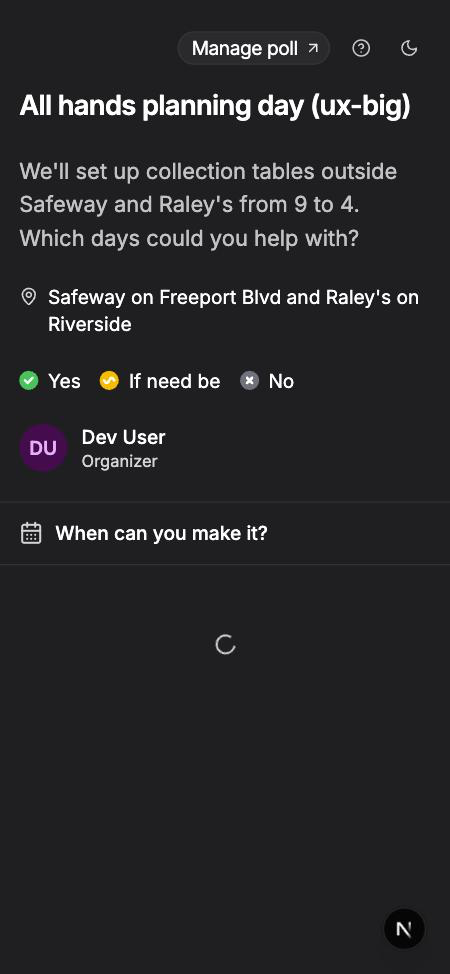 Manage poll
All hands planning day (ux-big)
We'll set up collection tables outside
Safeway and Raley's from 9 to 4.
Which days could you help with?
Safeway on Freeport Blvd and Raley's on
Riverside
Yes If need be No
DU
Dev User
Organizer
When can you make it?
N